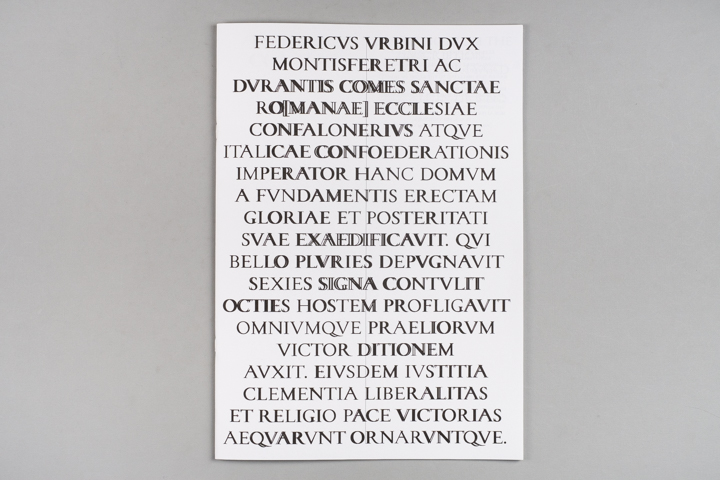 FEDERICVS VRBINI DVX
MONTISFERETRI AC
DVRANTIS COMES SANCTAE
RO[MANAE] ECCLESIAE
CONFALONERIVS ATQVE
ITALICAE CONFOEDERATIONIS
IMPERATOR HANC DOMVM
A FVNDAMENTIS ERECTAM
GLORIAE ET POSTERITATI
SVAE EXAEDIFICAVIT. QVI
BELLO PLVRIES DEPVGNAVIT
SEXIES SIGNA CONTVLIT
OCTIES HOSTEM PROFLIGAVIT
OMNIVMQVE PRAELIORVM
VICTOR DITIONEM
AVXIT. EIVSDEM IVSTITIA
CLEMENTIA LIBERALITAS
ET RELIGIO PACE VICTORIAS
AEQVARVNT ORNARVNTQVE.